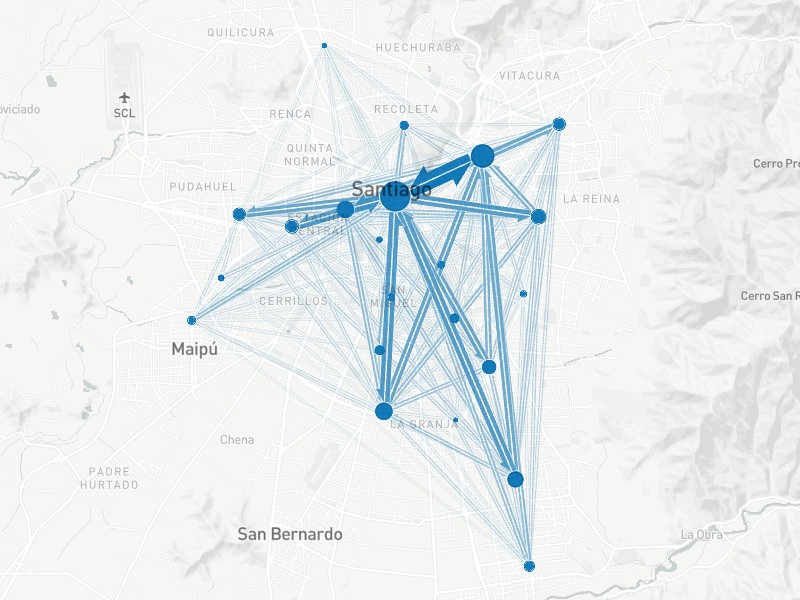 QUILICURA
HUECHURABA
VITACURA
oviciado
SCL
RENCA
RECOLETA
QUINTA
NORMAL
Cerro Pro
PUDAHUEL
Santiago
LA REINA
ESTACIÓN
CENTRAL
SAN
MIGUEL
CERRILLOS
Cerro San R
Maipú
LA GRANJA
Chena
PADRE
HURTADO
San Bernardo
La Obra